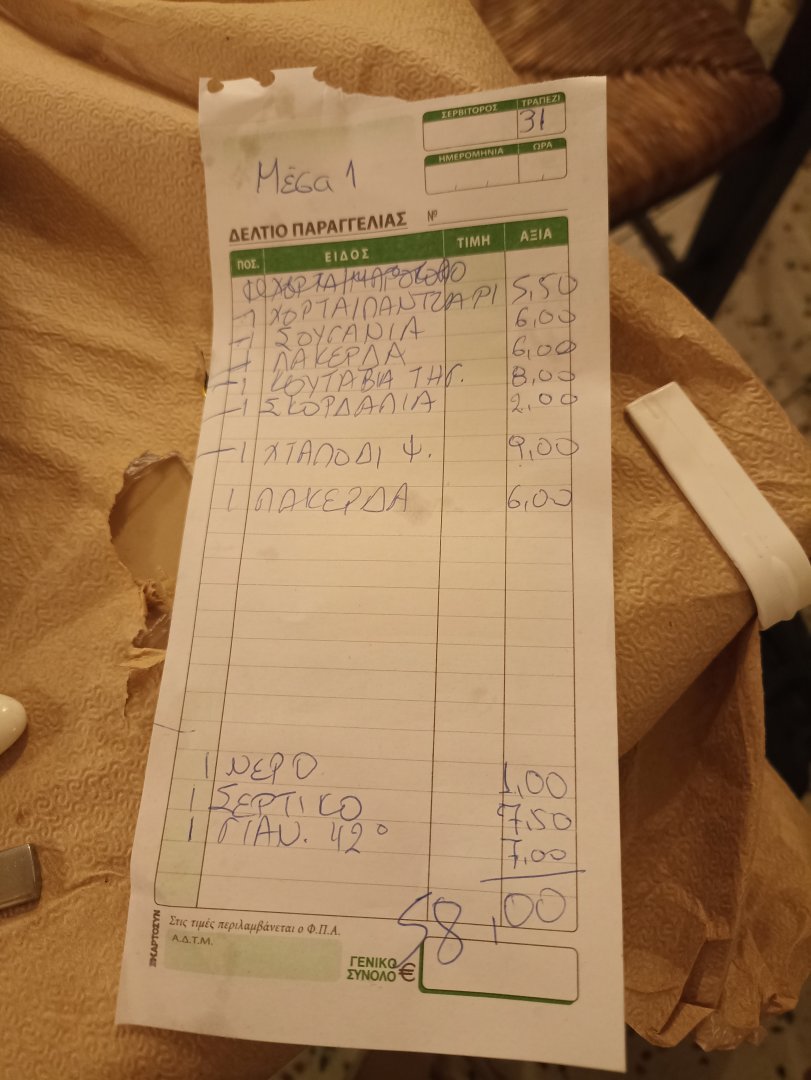 ΣΕΡΒΙΤΟΡΟΣ ΤΡΑΠΕΖΙ
31
ΗΜΕΡΟΜΗΝΙΑ ΩΡΑ
Μέσα 1
ΔΕΛΤΙΟ ΠΑΡΑΓΓΕΛΙΑΣ Nº
ΠΟΣ. ΕΙΔΟΣ ΤΙΜΗ ΑΞΙΑ
1 ΧΟΡΤΑ/ΠΑΝΤΖΑΡΙ 5,50
1 ΣΟΥΓΑΝΙΑ 6,00
1 ΛΑΚΕΡΔΑ 6,00
1 ΚΟΥΤΑΒΙΑ ΤΗΓ. 8,00
1 ΣΚΟΡΔΑΛΙΑ 2,00
1 ΧΤΑΠΟΔΙ Ψ. 9,00
1 ΛΑΚΕΡΔΑ 6,00
1 ΝΕΡΟ 1,00
1 ΣΕΡΤΙΚΟ 7,50
1 ΓΙΑΝ. 42° 7,00
58,00
Στις τιμές περιλαμβάνεται ο Φ.Π.Α.
Α.Δ.Τ.Μ.
ΓΕΝΙΚΟ
ΣΥΝΟΛΟ €
ΧΑΡΤΟΣΥΝ